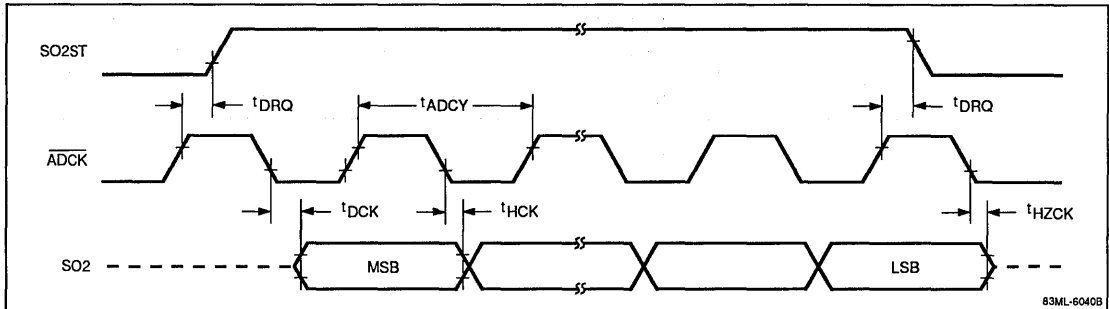 SO2ST
tDRQ
tADCY
tDRQ
ADCK
tDCK
tHCK
tHZCK
SO2
MSB
LSB
83ML-6040B